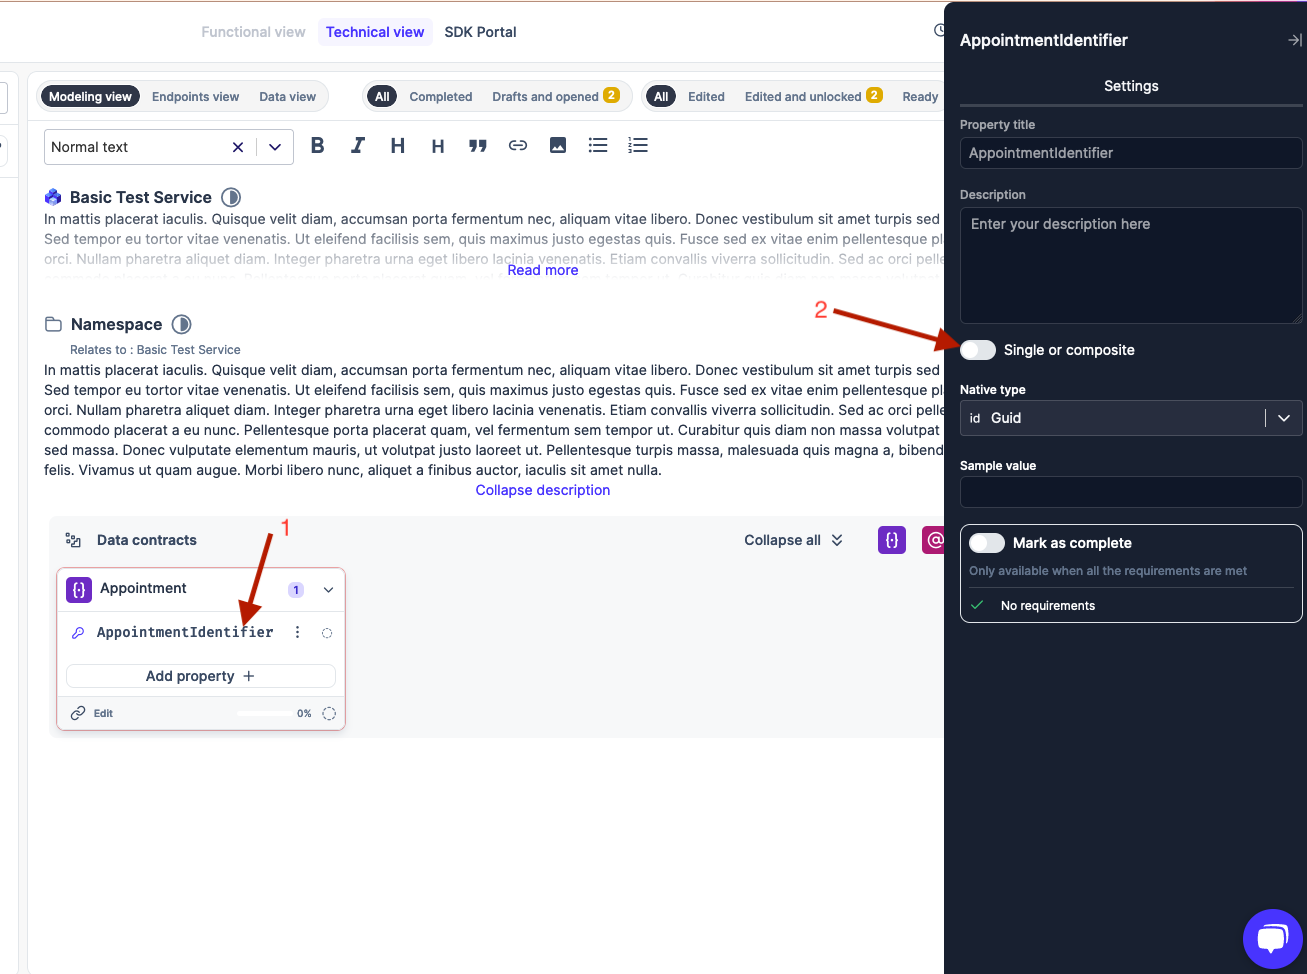 Functional view Technical view SDK Portal
Modeling view Endpoints view Data view All Completed Drafts and opened 2 All Edited Edited and unlocked 2 Ready
Normal text B I H H
Basic Test Service
In mattis placerat iaculis. Quisque velit diam, accumsan porta fermentum nec, aliquam vitae libero. Donec vestibulum sit amet turpis sed
Sed tempor eu tortor vitae venenatis. Ut eleifend facilisis sem, quis maximus justo egestas quis. Fusce sed ex vitae enim pellentesque
orci. Nullam pharetra aliquet diam. Integer pharetra urna eget libero lacinia venenatis. Etiam convallis viverra sollicitudin. Sed ac orci
Read more
Namespace
Relates to : Basic Test Service
In mattis placerat iaculis. Quisque velit diam, accumsan porta fermentum nec, aliquam vitae libero. Donec vestibulum sit amet turpis sed
Sed tempor eu tortor vitae venenatis. Ut eleifend facilisis sem, quis maximus justo egestas quis. Fusce sed ex vitae enim pellentesque
orci. Nullam pharetra aliquet diam. Integer pharetra urna eget libero lacinia venenatis. Etiam convallis viverra sollicitudin. Sed ac orci
commodo placerat a eu nunc. Pellentesque porta placerat quam, vel fermentum sem tempor ut. Curabitur quis diam non massa volutpat
sed massa. Donec vulputate elementum mauris, ut volutpat justo laoreet ut. Pellentesque turpis massa, malesuada quis magna a,
felis. Vivamus ut quam augue. Morbi libero nunc, aliquet a finibus auctor, iaculis sit amet nulla.
Collapse description
1
Data contracts Collapse all {·} @
{·} Appointment 1
AppointmentIdentifier
Add property +
Edit 0%
AppointmentIdentifier
Settings
Property title
AppointmentIdentifier
Description
Enter your description here
2
Single or composite
Native type
id Guid
Sample value
Mark as complete
Only available when all the requirements are met
No requirements